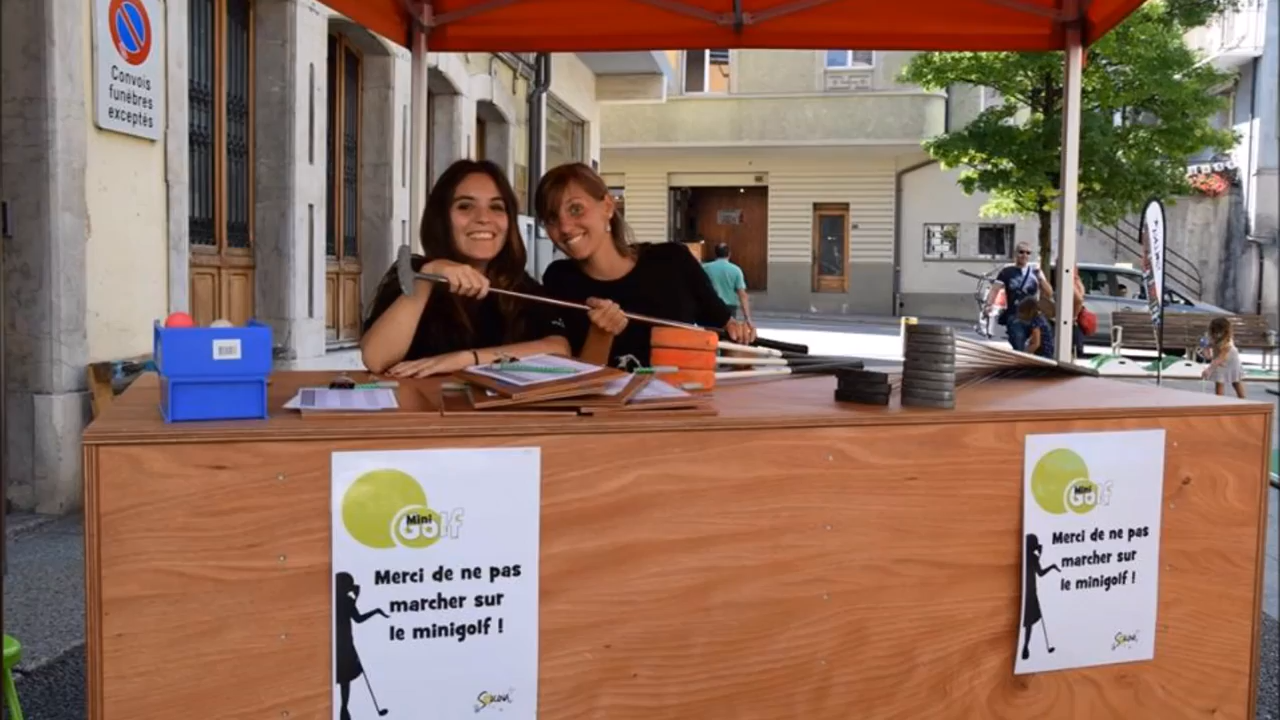 Convois
funèbres
exceptés
Mini
Golf
Merci de ne pas
marcher sur
le minigolf !
Mini
Golf
Merci de ne pas
marcher sur
le minigolf !